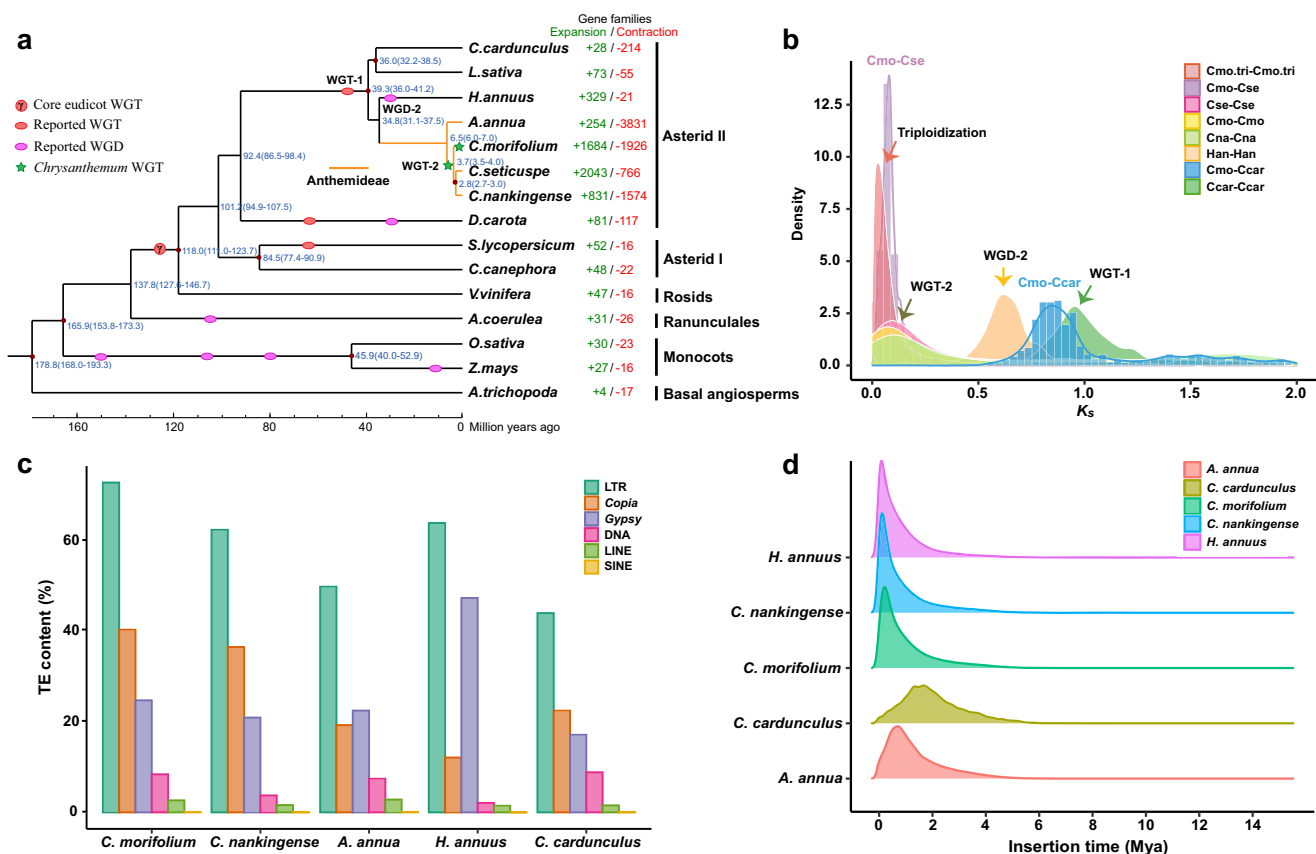 a
Gene families
Expansion / Contraction
C.cardunculus +28 / -214
36.0(32.2-38.5)
L.sativa +73 / -55
WGT-1
39.3(36.0-41.2)
H.annuus +329 / -21
WGD-2
34.8(31.1-37.5)
A.annua +254 / -3831
6.5(6.0-7.0)
C.morifolium +1684 / -1926
WGT-2
3.7(3.5-4.0)
C.seticuspe +2043 / -766
2.8(2.7-3.0)
C.nankingense +831 / -1574
Asterid II
γ Core eudicot WGT
Reported WGT
Reported WGD
Chrysanthemum WGT
Anthemideae
92.4(86.5-98.4)
101.2(94.9-107.5)
D.carota +81 / -117
γ
118.0(111.0-123.7)
S.lycopersicum +52 / -16
84.5(77.4-90.9)
Asterid I
C.canephora +48 / -22
137.8(127.6-146.7)
V.vinifera +47 / -16 Rosids
165.9(153.8-173.3)
A.coerulea +31 / -26 Ranunculales
178.8(168.0-193.3)
O.sativa +30 / -23
45.9(40.0-52.9)
Monocots
Z.mays +27 / -16
A.trichopoda +4 / -17 Basal angiosperms
160 120 80 40 0 Million years ago
b
Cmo-Cse
Triploidization
WGT-2
WGD-2
Cmo-Ccar
WGT-1
Cmo.tri-Cmo.tri
Cmo-Cse
Cse-Cse
Cmo-Cmo
Cna-Cna
Han-Han
Cmo-Ccar
Ccar-Ccar
Density
12.5
10.0
7.5
5.0
2.5
0.0
0.0 0.5 1.0 1.5 2.0
Ks
c
LTR
Copia
Gypsy
DNA
LINE
SINE
TE content (%)
60
40
20
0
C. morifolium C. nankingense A. annua H. annuus C. cardunculus
d
A. annua
C. cardunculus
C. morifolium
C. nankingense
H. annuus
H. annuus
C. nankingense
C. morifolium
C. cardunculus
A. annua
0 2 4 6 8 10 12 14
Insertion time (Mya)